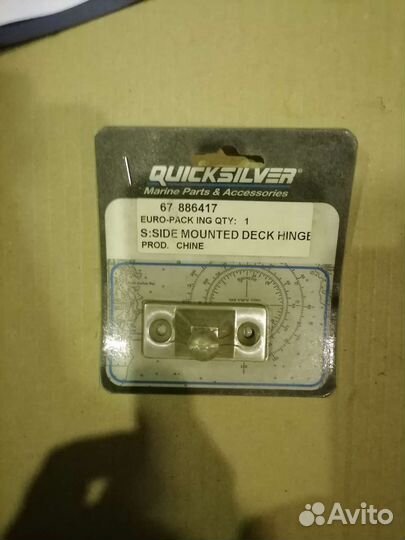 QUICKSILVER®
Marine Parts & Accessories
67 886417
EURO-PACK ING QTY: 1
S:SIDE MOUNTED DECK HINGE
PROD. CHINE
Avito